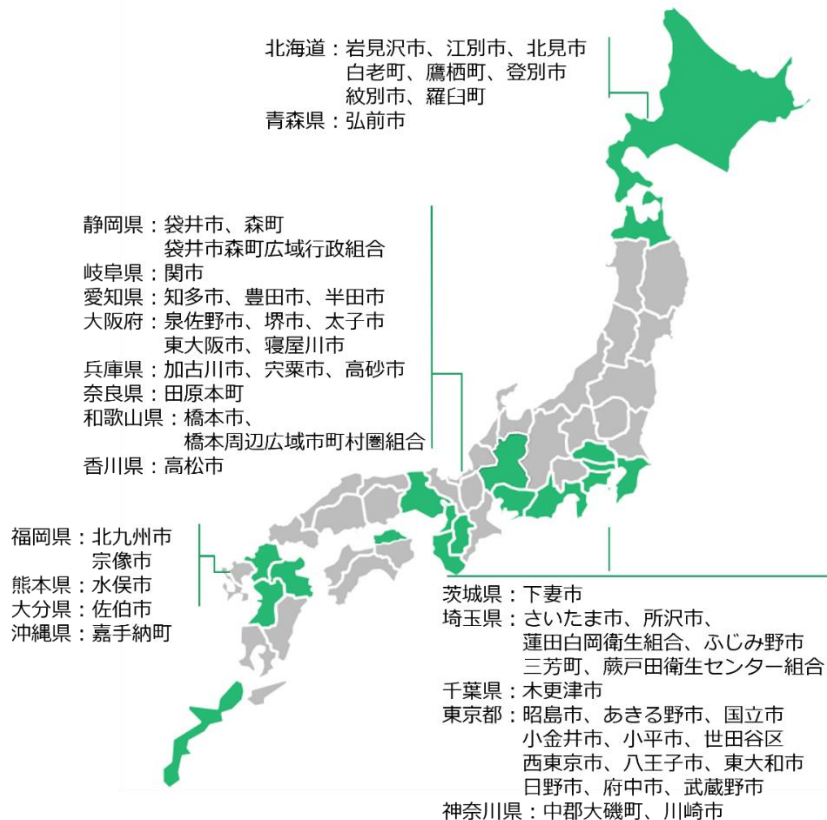 北海道：岩見沢市、江別市、北見市
白老町、鷹栖町、登別市
紋別市、羅臼町
青森県：弘前市
静岡県：袋井市、森町
袋井市森町広域行政組合
岐阜県：関市
愛知県：知多市、豊田市、半田市
大阪府：泉佐野市、堺市、太子市
東大阪市、寝屋川市
兵庫県：加古川市、宍粟市、高砂市
奈良県：田原本町
和歌山県：橋本市、
橋本周辺広域市町村圏組合
香川県：高松市
福岡県：北九州市
宗像市
熊本県：水俣市
大分県：佐伯市
沖縄県：嘉手納町
茨城県：下妻市
埼玉県：さいたま市、所沢市、
蓮田白岡衛生組合、ふじみ野市
三芳町、蕨戸田衛生センター組合
千葉県：木更津市
東京都：昭島市、あきる野市、国立市
小金井市、小平市、世田谷区
西東京市、八王子市、東大和市
日野市、府中市、武蔵野市
神奈川県：中郡大磯町、川崎市